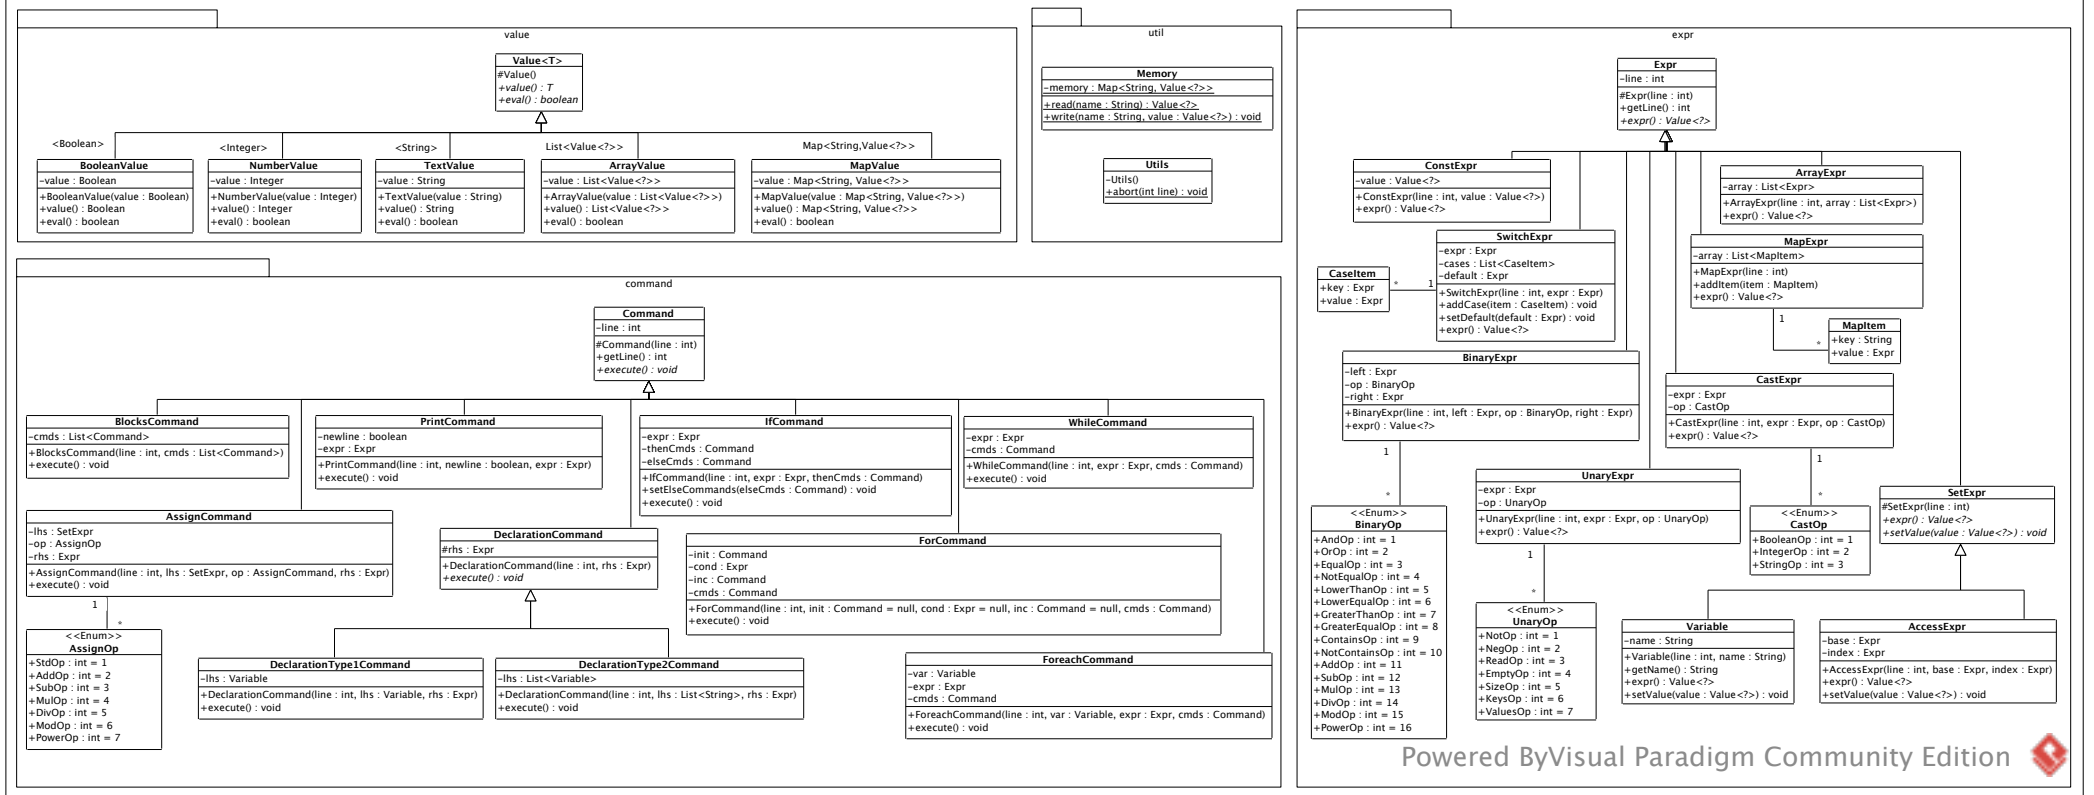 value
Value<T>
#Value()
+value() : T
+eval() : boolean
<Boolean>
<Integer>
<String>
List<Value<?>>
Map<String,Value<?>>
BooleanValue
-value : Boolean
+BooleanValue(value : Boolean)
+value() : Boolean
+eval() : boolean
NumberValue
-value : Integer
+NumberValue(value : Integer)
+value() : Integer
+eval() : boolean
TextValue
-value : String
+TextValue(value : String)
+value() : String
+eval() : boolean
ArrayValue
-value : List<Value<?>>
+ArrayValue(value : List<Value<?>>)
+value() : List<Value<?>>
+eval() : boolean
MapValue
-value : Map<String, Value<?>>
+MapValue(value : Map<String, Value<?>>)
+value() : Map<String, Value<?>>
+eval() : boolean
util
Memory
-memory : Map<String, Value<?>>
+read(name : String) : Value<?>
+write(name : String, value : Value<?>) : void
Utils
-Utils()
+abort(int line) : void
command
Command
-line : int
#Command(line : int)
+getLine() : int
+execute() : void
BlocksCommand
-cmds : List<Command>
+BlocksCommand(line : int, cmds : List<Command>)
+execute() : void
PrintCommand
-newline : boolean
-expr : Expr
+PrintCommand(line : int, newline : boolean, expr : Expr)
+execute() : void
IfCommand
-expr : Expr
-thenCmds : Command
-elseCmds : Command
+IfCommand(line : int, expr : Expr, thenCmds : Command)
+setElseCommands(elseCmds : Command) : void
+execute() : void
WhileCommand
-expr : Expr
-cmds : Command
+WhileCommand(line : int, expr : Expr, cmds : Command)
+execute() : void
AssignCommand
-lhs : SetExpr
-op : AssignOp
-rhs : Expr
+AssignCommand(line : int, lhs : SetExpr, op : AssignCommand, rhs : Expr)
+execute() : void
1
*
<<Enum>>
AssignOp
+StdOp : int = 1
+AddOp : int = 2
+SubOp : int = 3
+MulOp : int = 4
+DivOp : int = 5
+ModOp : int = 6
+PowerOp : int = 7
DeclarationCommand
#rhs : Expr
+DeclarationCommand(line : int, rhs : Expr)
+execute() : void
ForCommand
-init : Command
-cond : Expr
-inc : Command
-cmds : Command
+ForCommand(line : int, init : Command = null, cond : Expr = null, inc : Command = null, cmds : Command)
+execute() : void
DeclarationType1Command
-lhs : Variable
+DeclarationCommand(line : int, lhs : Variable, rhs : Expr)
+execute() : void
DeclarationType2Command
-lhs : List<Variable>
+DeclarationCommand(line : int, lhs : List<String>, rhs : Expr)
+execute() : void
ForeachCommand
-var : Variable
-expr : Expr
-cmds : Command
+ForeachCommand(line : int, var : Variable, expr : Expr, cmds : Command)
+execute() : void
expr
Expr
-line : int
#Expr(line : int)
+getLine() : int
+expr() : Value<?>
ConstExpr
-value : Value<?>
+ConstExpr(line : int, value : Value<?>)
+expr() : Value<?>
ArrayExpr
-array : List<Expr>
+ArrayExpr(line : int, array : List<Expr>)
+expr() : Value<?>
SwitchExpr
-expr : Expr
-cases : List<CaseItem>
-default : Expr
+SwitchExpr(line : int, expr : Expr)
+addCase(item : CaseItem) : void
+setDefault(default : Expr) : void
+expr() : Value<?>
CaseItem
+key : Expr
+value : Expr
*
1
MapExpr
-array : List<MapItem>
+MapExpr(line : int)
+addItem(item : MapItem)
+expr() : Value<?>
1
*
MapItem
+key : String
+value : Expr
BinaryExpr
-left : Expr
-op : BinaryOp
-right : Expr
+BinaryExpr(line : int, left : Expr, op : BinaryOp, right : Expr)
+expr() : Value<?>
1
*
<<Enum>>
BinaryOp
+AndOp : int = 1
+OrOp : int = 2
+EqualOp : int = 3
+NotEqualOp : int = 4
+LowerThanOp : int = 5
+LowerEqualOp : int = 6
+GreaterThanOp : int = 7
+GreaterEqualOp : int = 8
+ContainsOp : int = 9
+NotContainsOp : int = 10
+AddOp : int = 11
+SubOp : int = 12
+MulOp : int = 13
+DivOp : int = 14
+ModOp : int = 15
+PowerOp : int = 16
CastExpr
-expr : Expr
-op : CastOp
+CastExpr(line : int, expr : Expr, op : CastOp)
+expr() : Value<?>
1
*
<<Enum>>
CastOp
+BooleanOp : int = 1
+IntegerOp : int = 2
+StringOp : int = 3
UnaryExpr
-expr : Expr
-op : UnaryOp
+UnaryExpr(line : int, expr : Expr, op : UnaryOp)
+expr() : Value<?>
1
*
<<Enum>>
UnaryOp
+NotOp : int = 1
+NegOp : int = 2
+ReadOp : int = 3
+EmptyOp : int = 4
+SizeOp : int = 5
+KeysOp : int = 6
+ValuesOp : int = 7
SetExpr
#SetExpr(line : int)
+expr() : Value<?>
+setValue(value : Value<?>) : void
Variable
-name : String
+Variable(line : int, name : String)
+getName() : String
+expr() : Value<?>
+setValue(value : Value<?>) : void
AccessExpr
-base : Expr
-index : Expr
+AccessExpr(line : int, base : Expr, index : Expr)
+expr() : Value<?>
+setValue(value : Value<?>) : void
Powered ByVisual Paradigm Community Edition